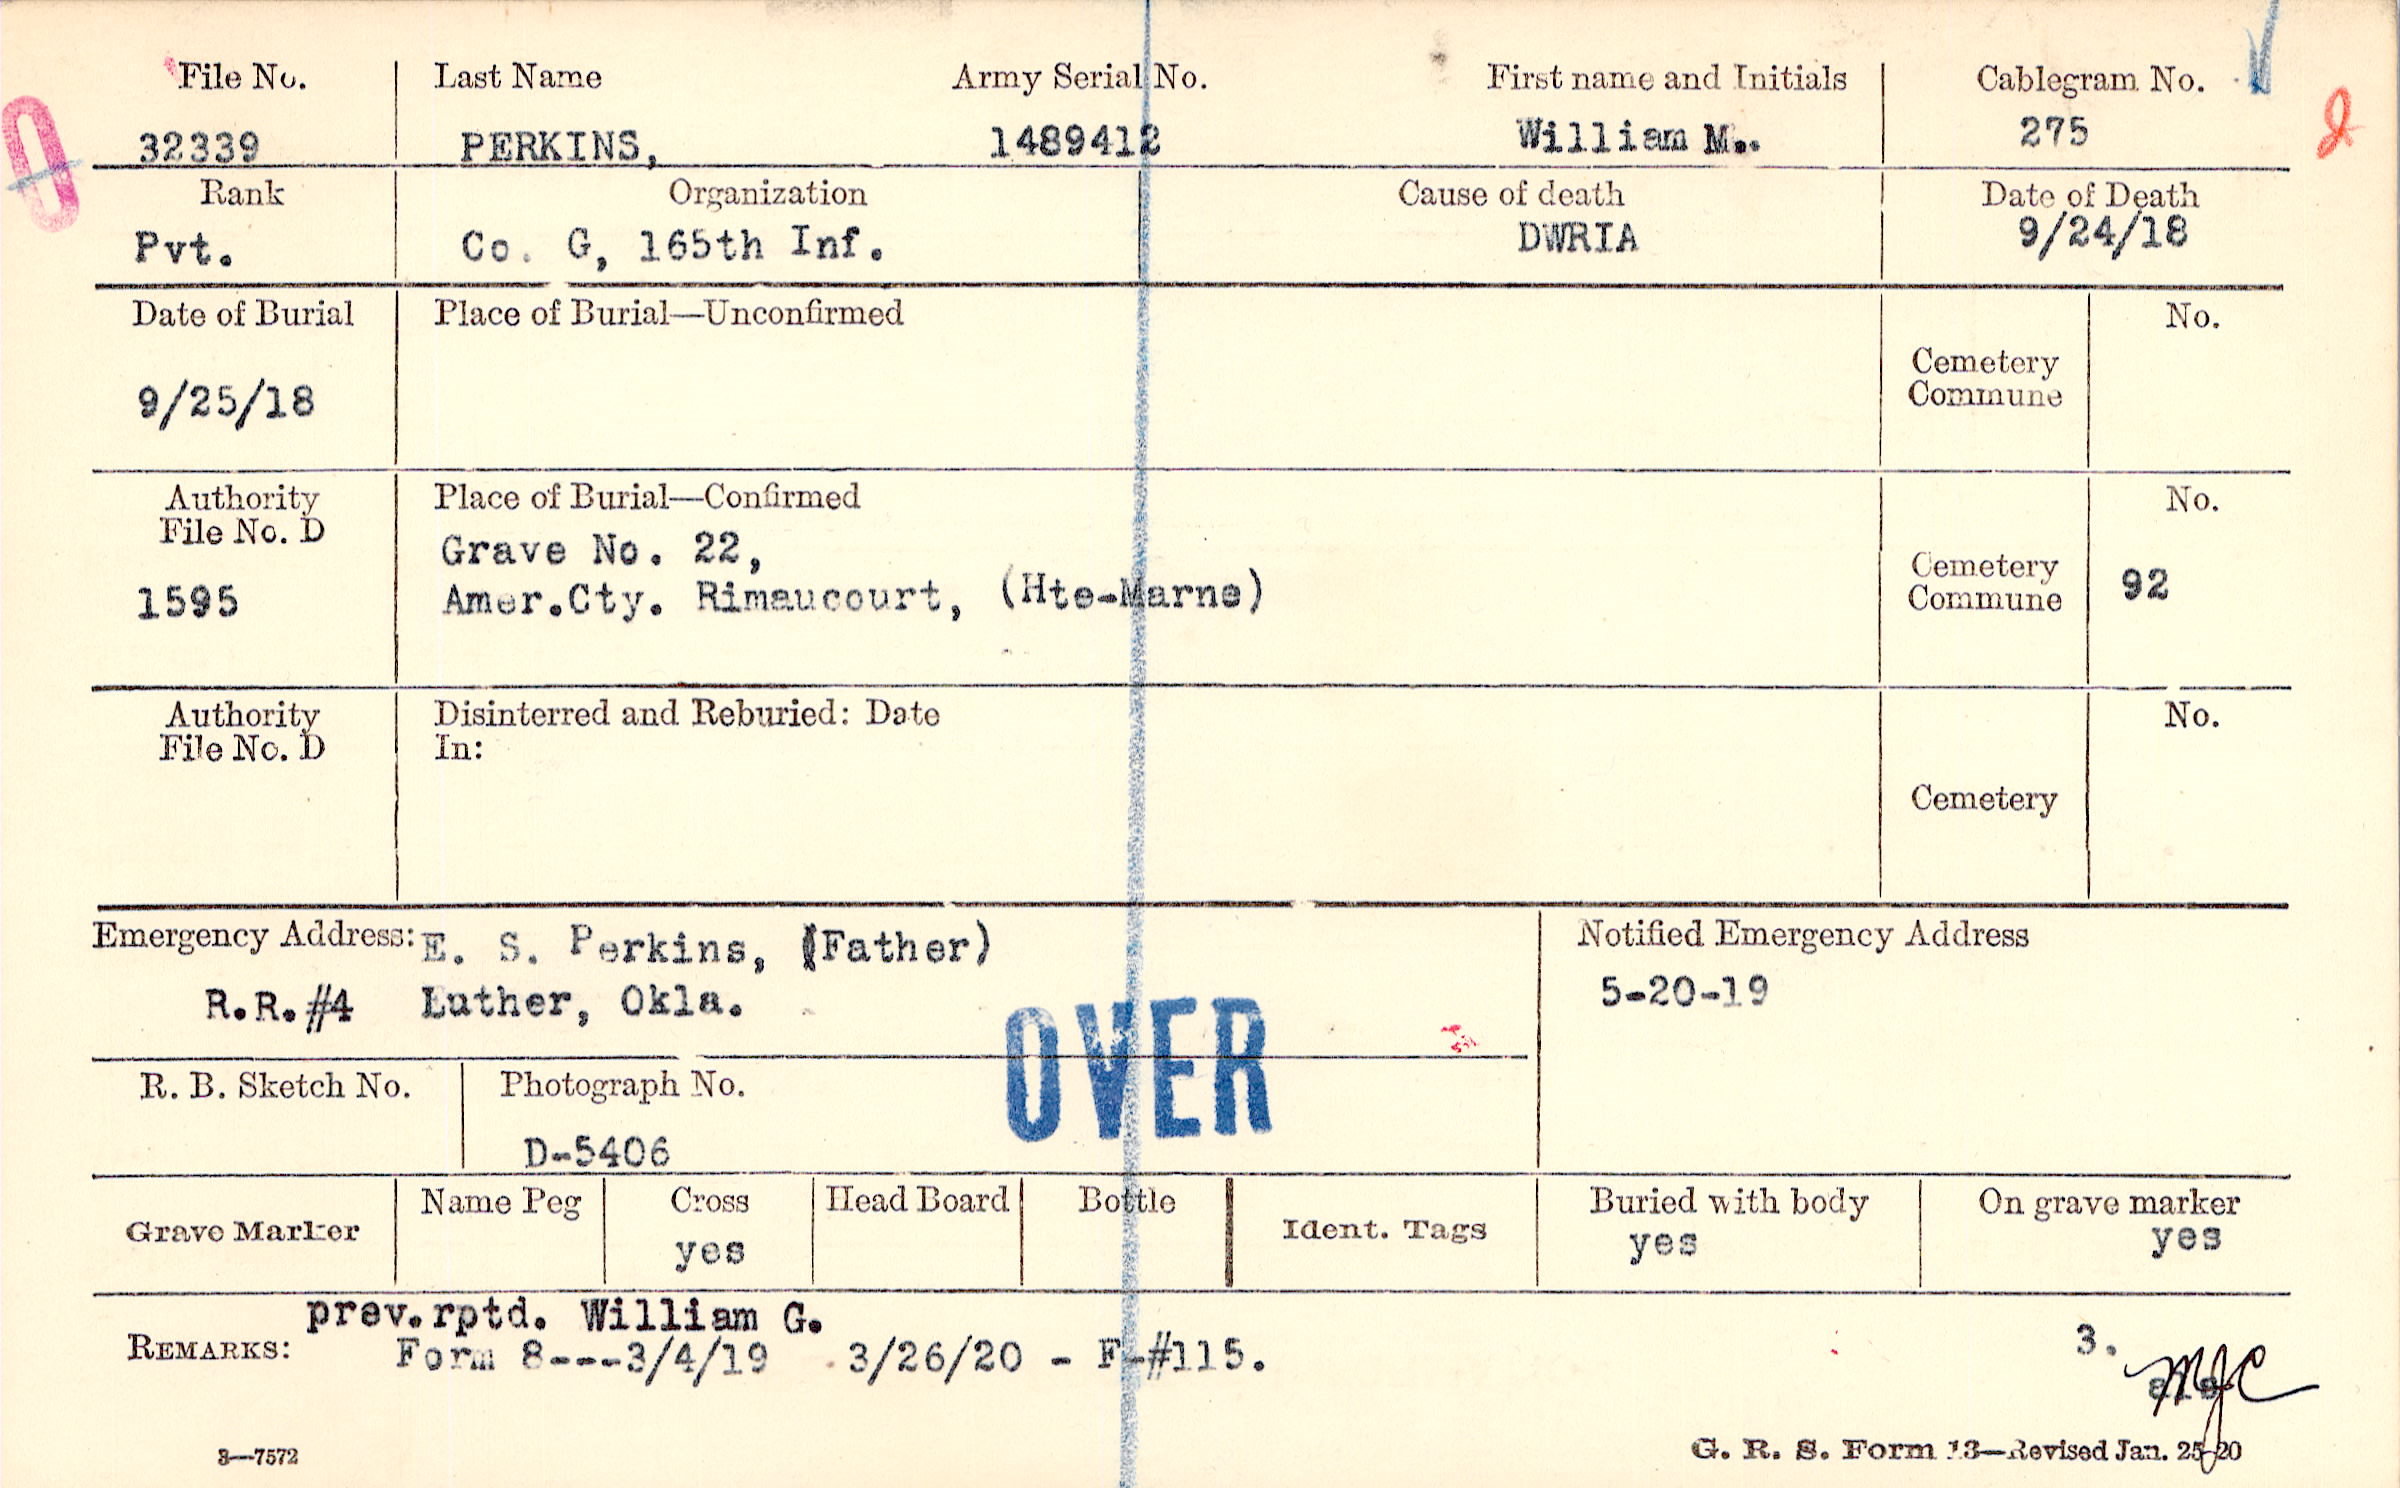 File No. Last Name Army Serial No. First name and Initials Cablegram No.
32339 PERKINS, 1489412 William M.. 275
Rank Organization Cause of death Date of Death
Pvt. Co. G, 165th Inf. DWRIA 9/24/18
Date of Burial Place of Burial—Unconfirmed No.
Cemetery
Commune
9/25/18
Authority Place of Burial—Confirmed No.
File No. D
Grave No. 22,
Cemetery
1595 Amer.Cty. Rimaucourt, (Hte-Marne) Commune 92
Authority Disinterred and Reburied: Date No.
File No. D In:
Cemetery
Emergency Address: E. S. Perkins, (Father) Notified Emergency Address
R.R.#4 Luther, Okla. 5-20-19
OVER
R. B. Sketch No. Photograph No.
D-5406
Grave Marker Name Peg Cross Head Board Bottle Ident. Tags Buried with body On grave marker
yes yes yes
prev.rptd. William G.
REMARKS: Form 8---3/4/19 3/26/20 - F-#115. 3.
MJC
3—7572 G. R. S. Form 13—Revised Jan. 25-20